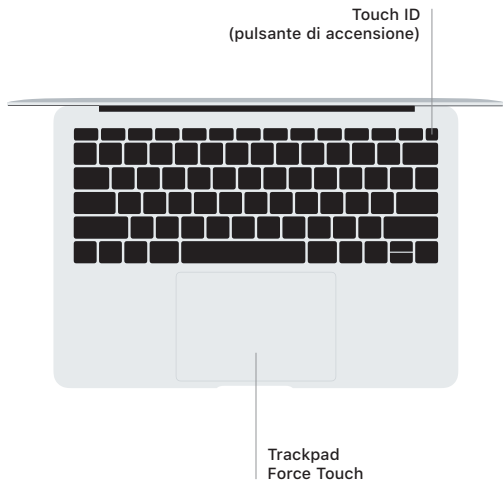 Touch ID
(pulsante di accensione)
Trackpad
Force Touch